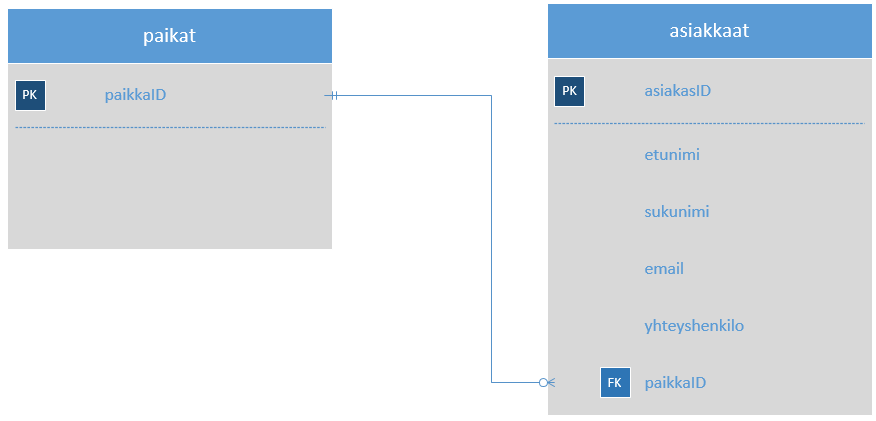 paikat
PK paikkaID
asiakkaat
PK asiakasID
etunimi
sukunimi
email
yhteyshenkilo
FK paikkaID